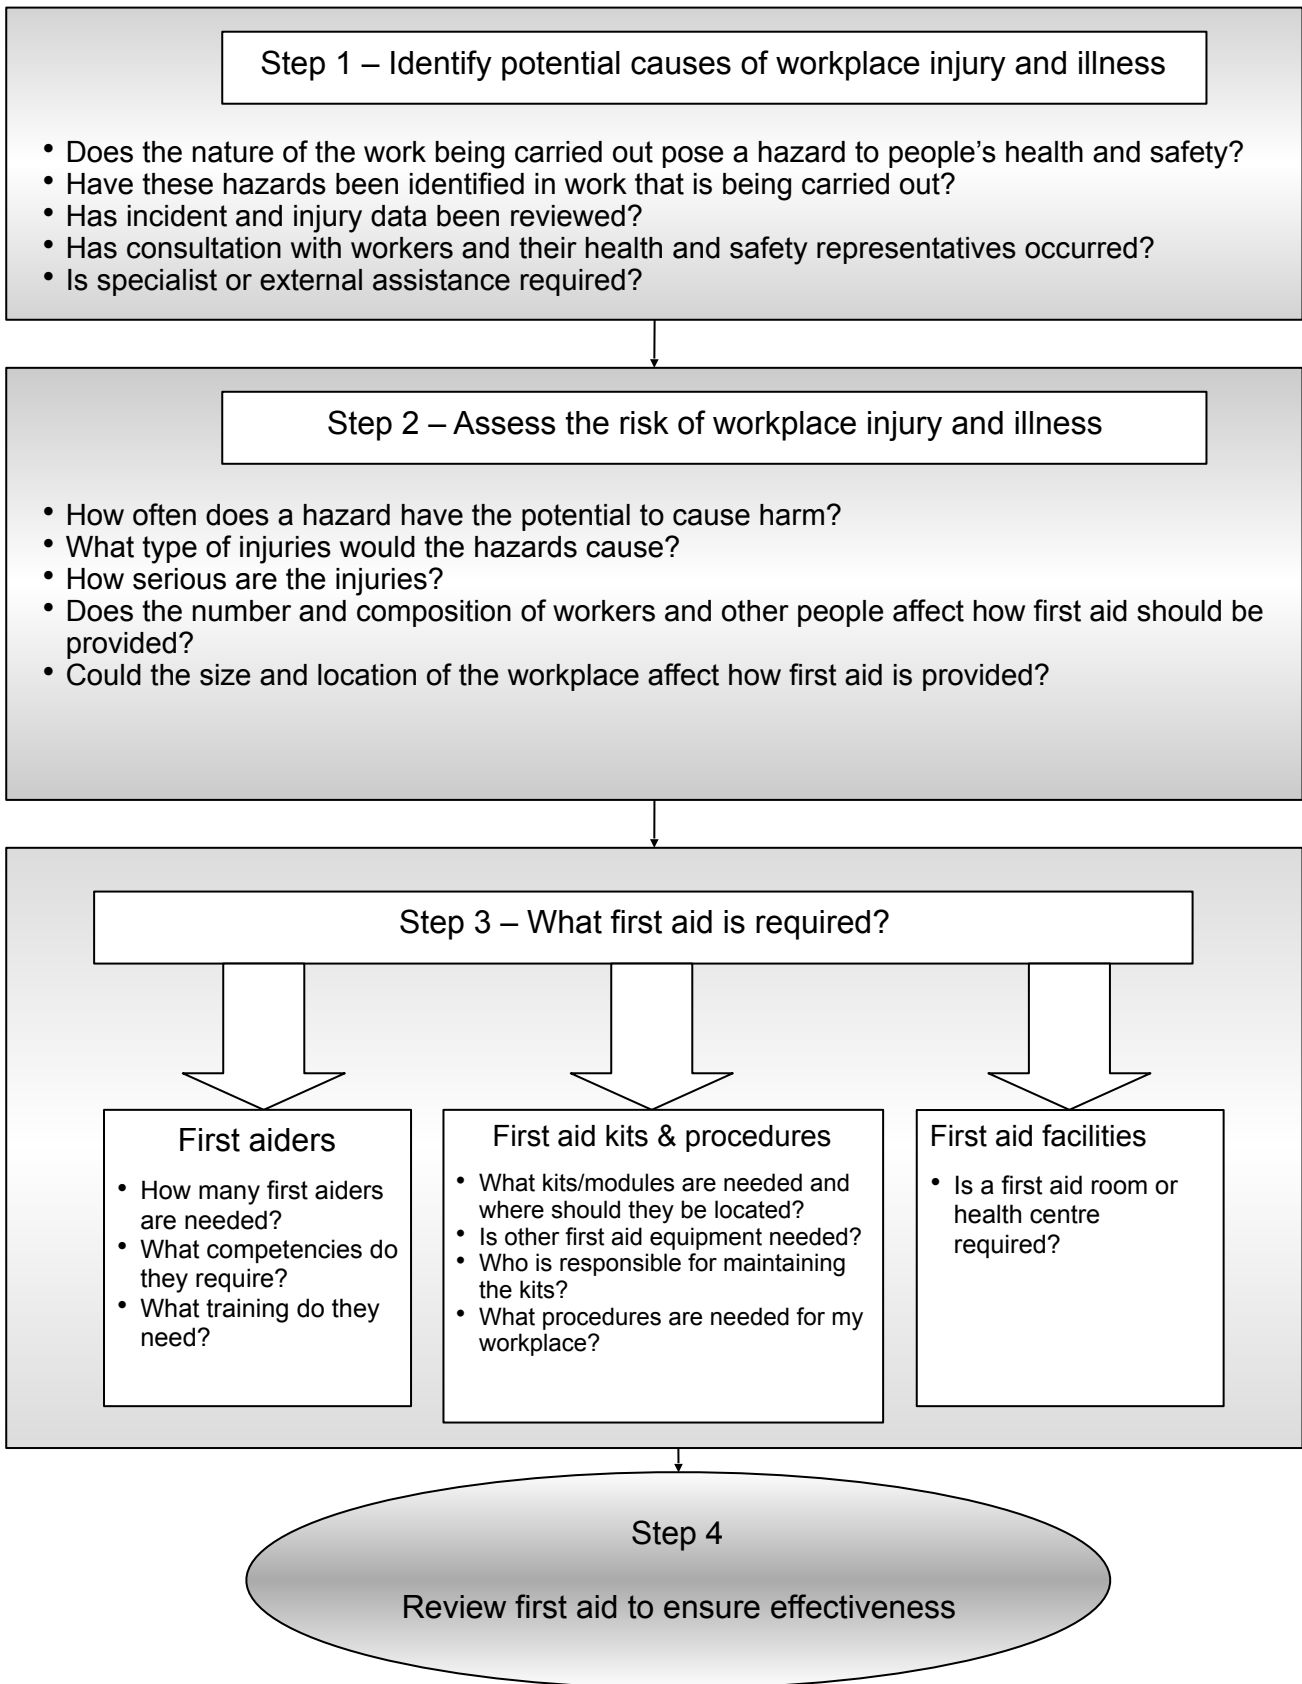 Step 1 – Identify potential causes of workplace injury and illness
• Does the nature of the work being carried out pose a hazard to people’s health and safety?
• Have these hazards been identified in work that is being carried out?
• Has incident and injury data been reviewed?
• Has consultation with workers and their health and safety representatives occurred?
• Is specialist or external assistance required?
Step 2 – Assess the risk of workplace injury and illness
• How often does a hazard have the potential to cause harm?
• What type of injuries would the hazards cause?
• How serious are the injuries?
• Does the number and composition of workers and other people affect how first aid should be
provided?
• Could the size and location of the workplace affect how first aid is provided?
Step 3 – What first aid is required?
First aiders
• How many first aiders
are needed?
• What competencies do
they require?
• What training do they
need?
First aid kits & procedures
• What kits/modules are needed and
where should they be located?
• Is other first aid equipment needed?
• Who is responsible for maintaining
the kits?
• What procedures are needed for my
workplace?
First aid facilities
• Is a first aid room or
health centre
required?
Step 4
Review first aid to ensure effectiveness